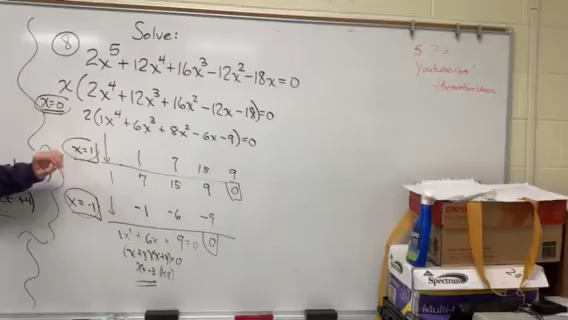 8 Solve:
2x⁵ + 12x⁴ + 16x³ - 12x² - 18x = 0
x(2x⁴ + 12x³ + 16x² - 12x - 18) = 0
x=0
2(1x⁴ + 6x³ + 8x² - 6x - 9) = 0
x=1 ↓ 1 7 15 9
1 7 15 9 0
x=-1 ↓ -1 -6 -9
1x² + 6x + 9 = 0 0
(x+3)(x+3)=0
x=-3
Youtube.com/
Spectrum